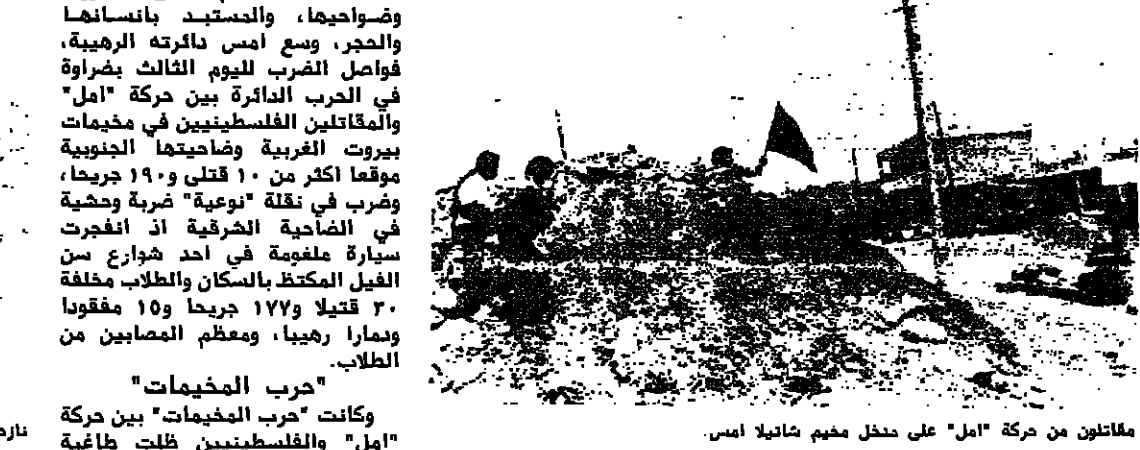 وضواحيها، والمستبد بانسانها
والحجر، وسع امس دائرته الرهيبة،
فواصل الضرب لليوم الثالث بضراوة
في الحرب الدائرة بين حركة "امل"
والمقاتلين الفلسطينيين في مخيمات
بيروت الغربية وضاحيتها الجنوبية
موقعا اكثر من ١٠ قتلى و١٩٠ جريحا،
وضرب في نقلة "نوعية" ضربة وحشية
في الضاحية الشرقية اذ انفجرت
سيارة ملغومة في احد شوارع سن
الفيل المكتظ بالسكان والطلاب مخلفة
٣٠ قتيلا و١٧٧ جريحا و١٥ مفقودا
ودمارا رهيبا، ومعظم المصابين من
الطلاب.
"حرب المخيمات"
وكانت "حرب المخيمات" بين حركة
"امل" والفلسطينيين ظلت طاغية
مقاتلون من حركة "امل" على مدخل مخيم شاتيلا امس.